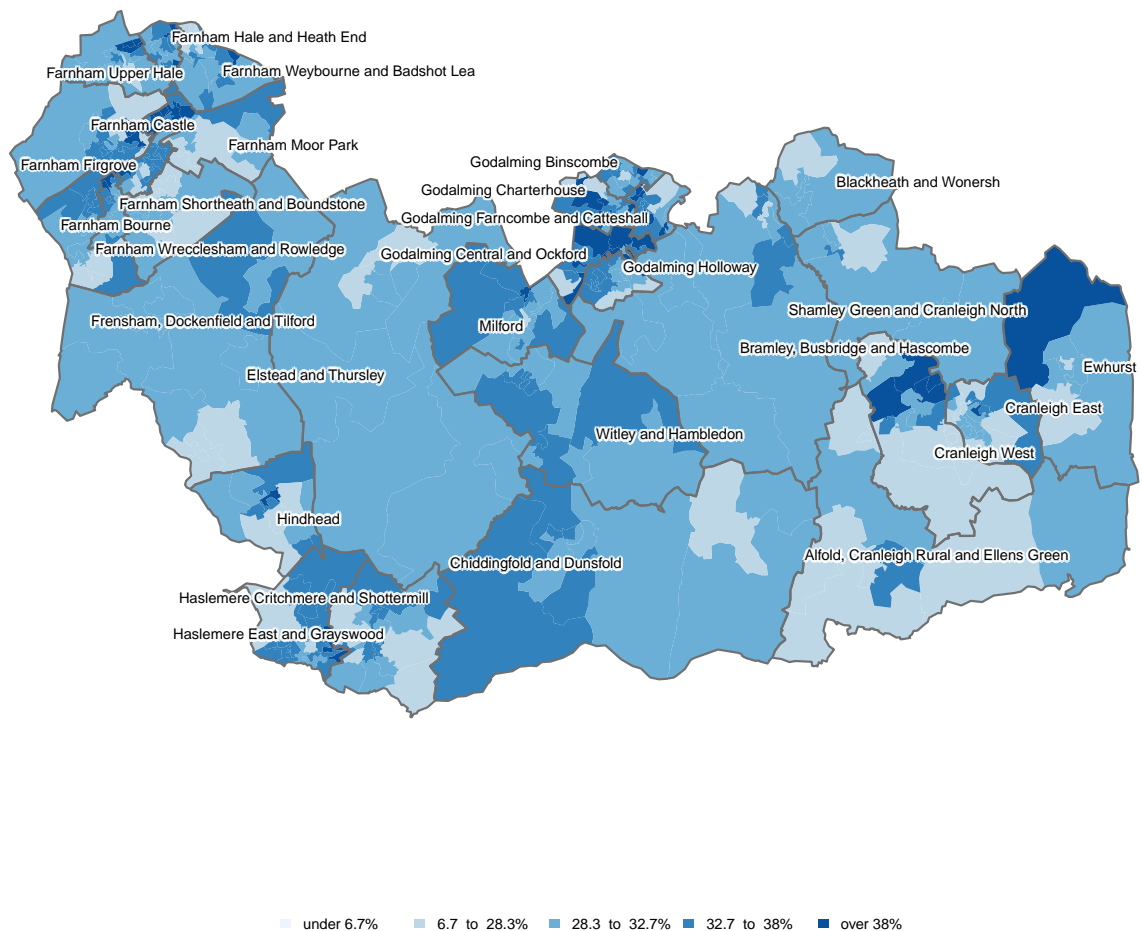 Farnham Hale and Heath End
Farnham Upper Hale
Farnham Weybourne and Badshot Lea
Farnham Castle
Farnham Moor Park
Farnham Firgrove
Godalming Binscombe
Blackheath and Wonersh
Godalming Charterhouse
Farnham Shortheath and Boundstone
Godalming Farncombe and Catteshall
Farnham Bourne
Farnham Wrecclesham and Rowledge
Godalming Central and Ockford
Godalming Holloway
Shamley Green and Cranleigh North
Frensham, Dockenfield and Tilford
Milford
Bramley, Busbridge and Hascombe
Ewhurst
Elstead and Thursley
Cranleigh East
Witley and Hambledon
Cranleigh West
Hindhead
Alfold, Cranleigh Rural and Ellens Green
Chiddingfold and Dunsfold
Haslemere Critchmere and Shottermill
Haslemere East and Grayswood
under 6.7% 6.7 to 28.3% 28.3 to 32.7% 32.7 to 38% over 38%